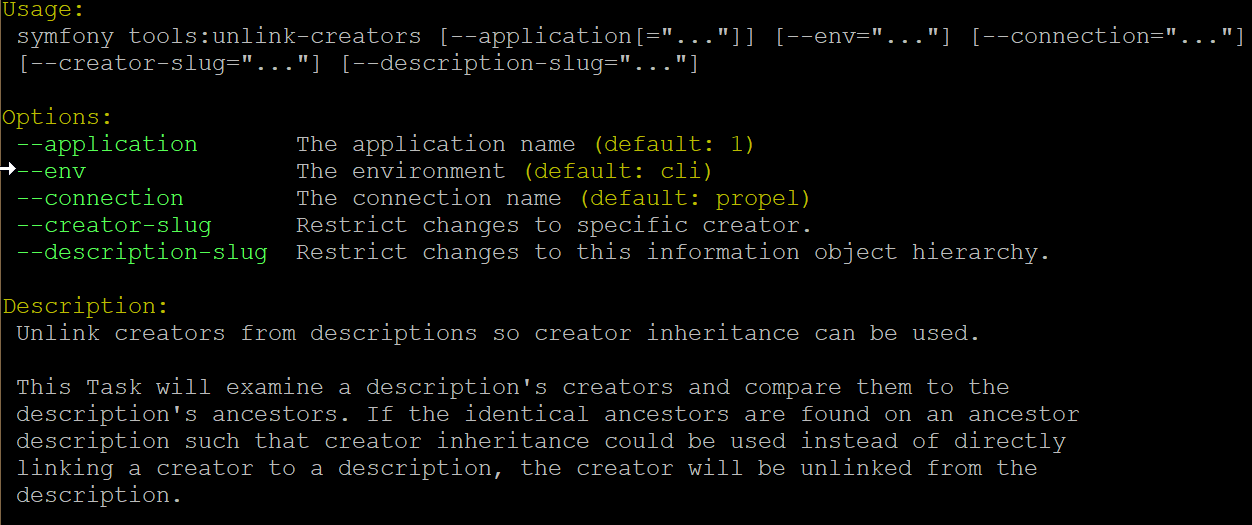 Usage:
symfony tools:unlink-creators [--application[="..."]] [--env="..."] [--connection="..."]
[--creator-slug="..."] [--description-slug="..."]
Options:
--application The application name (default: 1)
--env The environment (default: cli)
--connection The connection name (default: propel)
--creator-slug Restrict changes to specific creator.
--description-slug Restrict changes to this information object hierarchy.
Description:
Unlink creators from descriptions so creator inheritance can be used.
This Task will examine a description's creators and compare them to the
description's ancestors. If the identical ancestors are found on an ancestor
description such that creator inheritance could be used instead of directly
linking a creator to a description, the creator will be unlinked from the
description.